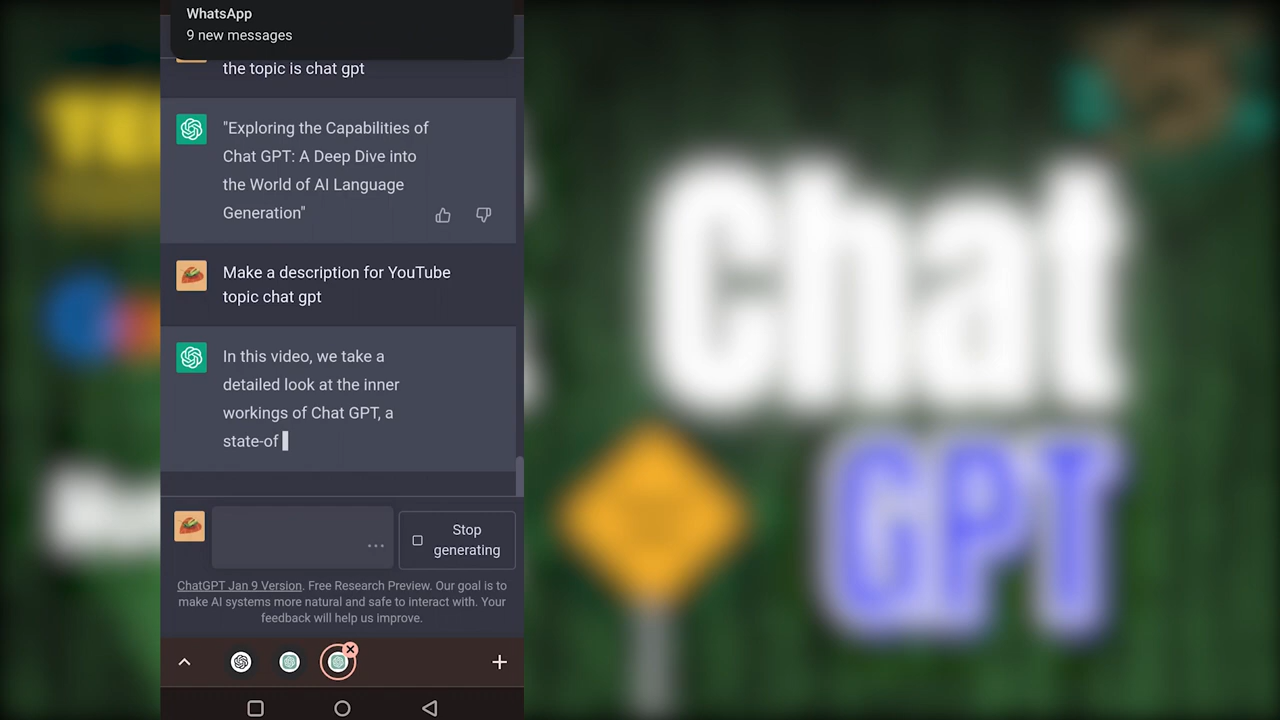 WhatsApp
9 new messages
the topic is chat gpt
"Exploring the Capabilities of
Chat GPT: A Deep Dive into
the World of AI Language
Generation"
Make a description for YouTube
topic chat gpt
In this video, we take a
detailed look at the inner
workings of Chat GPT, a
state-of
Stop
generating
ChatGPT Jan 9 Version. Free Research Preview. Our goal is to
make AI systems more natural and safe to interact with. Your
feedback will help us improve.
Chat
GPT